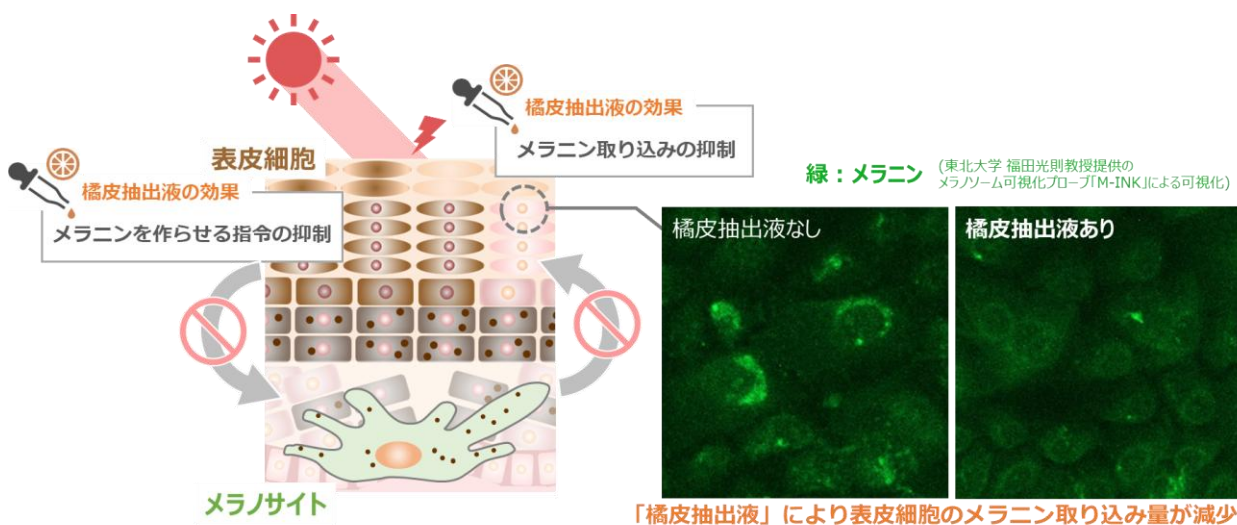 橘皮抽出液の効果
メラニン取り込みの抑制
表皮細胞
橘皮抽出液の効果
メラニンを作らせる指令の抑制
メラノサイト
緑：メラニン
(東北大学 福田光則教授提供の
メラノソーム可視化プローブ「M-INK」による可視化)
橘皮抽出液なし
橘皮抽出液あり
「橘皮抽出液」により表皮細胞のメラニン取り込み量が減少